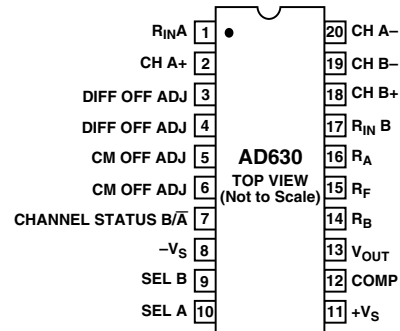 RINA 1
CH A+ 2
DIFF OFF ADJ 3
DIFF OFF ADJ 4
CM OFF ADJ 5
CM OFF ADJ 6
CHANNEL STATUS B/A̅ 7
–VS 8
SEL B 9
SEL A 10
AD630
TOP VIEW
(Not to Scale)
20 CH A–
19 CH B–
18 CH B+
17 RIN B
16 RA
15 RF
14 RB
13 VOUT
12 COMP
11 +VS